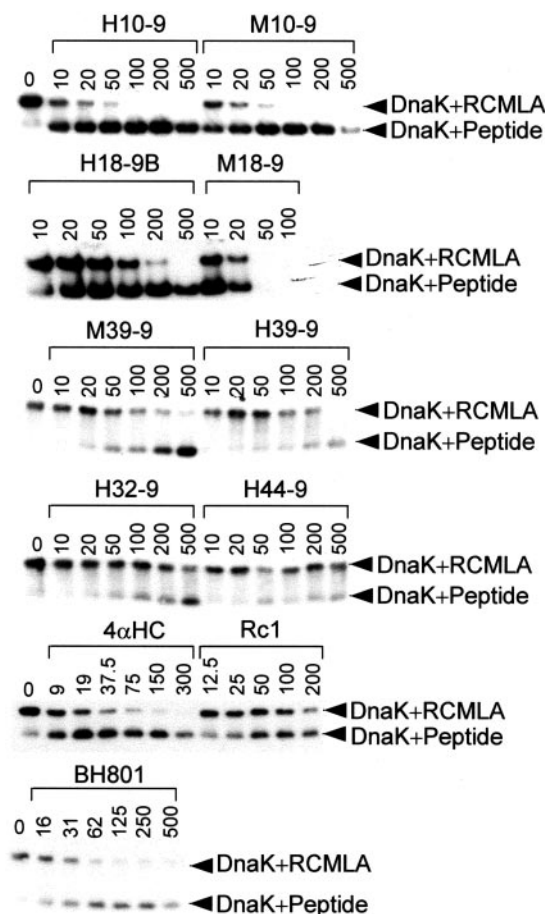 H10-9 M10-9
0 10 20 50 100 200 500 10 20 50 100 200 500
DnaK+RCMLA
DnaK+Peptide
H18-9B M18-9
10 20 50 100 200 500 10 20 50 100
DnaK+RCMLA
DnaK+Peptide
M39-9 H39-9
0 10 20 50 100 200 500 10 20 50 100 200 500
DnaK+RCMLA
DnaK+Peptide
H32-9 H44-9
0 10 20 50 100 200 500 10 20 50 100 200 500
DnaK+RCMLA
DnaK+Peptide
4αHC Rc1
0 9 19 37.5 75 150 300 12.5 25 50 100 200
DnaK+RCMLA
DnaK+Peptide
BH801
0 16 31 62 125 250 500
DnaK+RCMLA
DnaK+Peptide